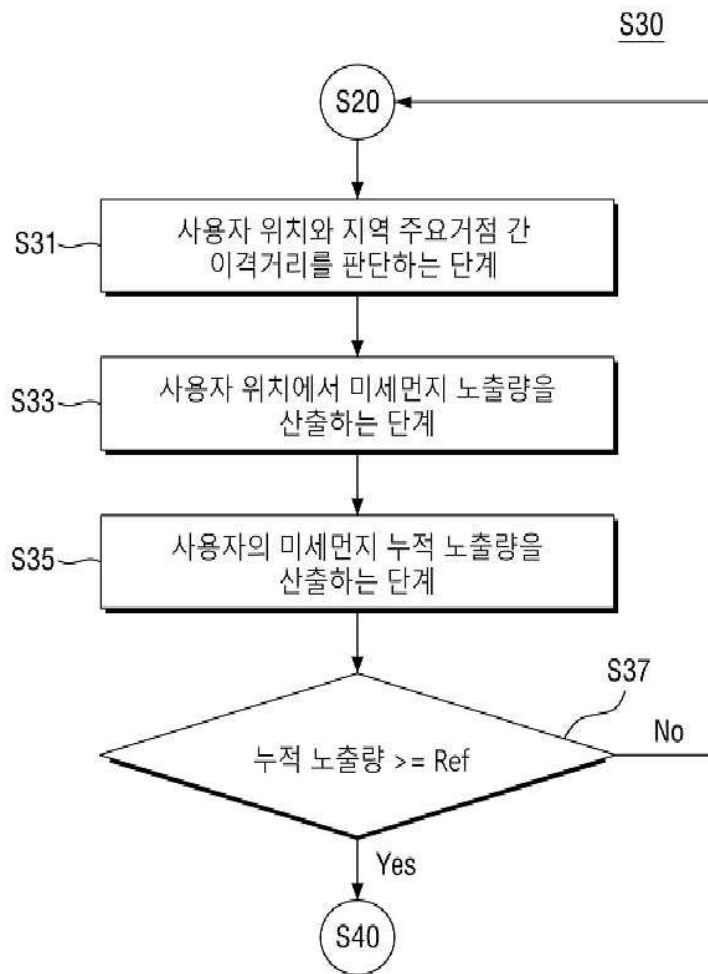 S30
S20
S31
사용자 위치와 지역 주요거점 간
이격거리를 판단하는 단계
S33
사용자 위치에서 미세먼지 노출량을
산출하는 단계
S35
사용자의 미세먼지 누적 노출량을
산출하는 단계
S37
누적 노출량 >= Ref
No
Yes
S40